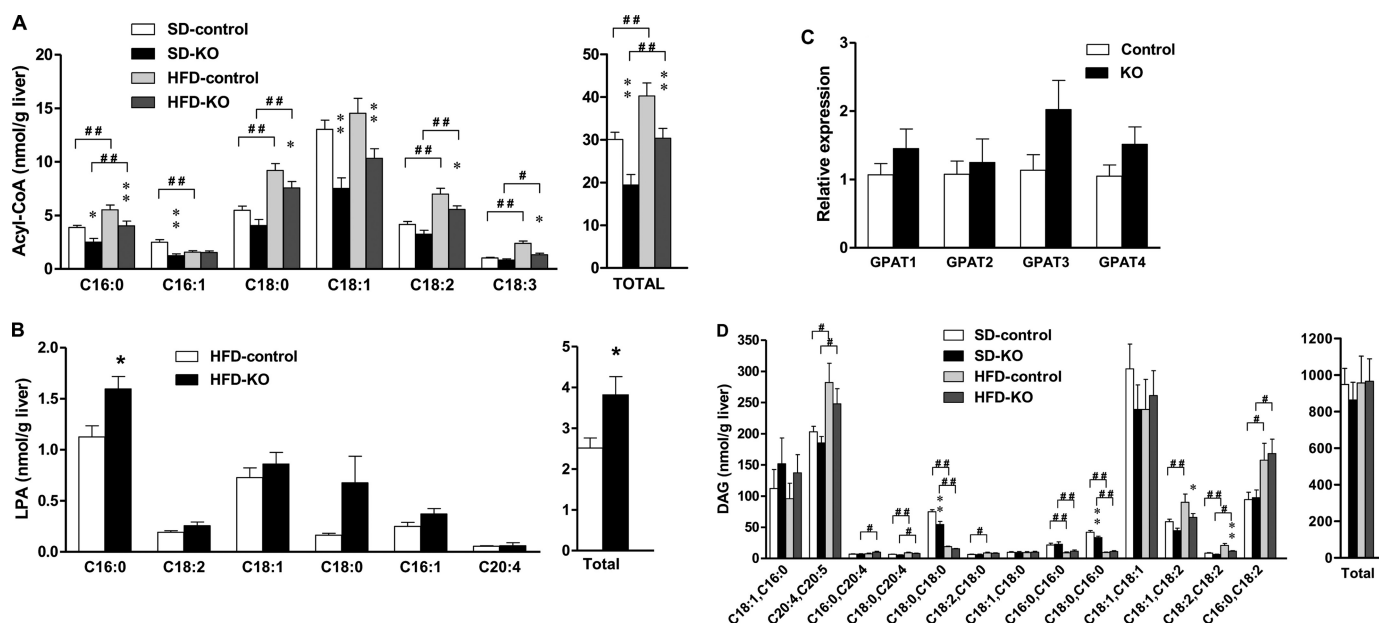 A
SD-control
SD-KO
HFD-control
HFD-KO
Acyl-CoA (nmol/g liver)
20
15
10
5
0
# #
# #
* 
* *
# #
* *
# #
# #
*
* *
* *
# #
# #
*
# #
#
*
C16:0 C16:1 C18:0 C18:1 C18:2 C18:3
50
40
30
20
10
0
# #
# #
* * * *
TOTAL
B
HFD-control
HFD-KO
LPA (nmol/g liver)
2.0
1.5
1.0
0.5
0.0
*
C16:0 C18:2 C18:1 C18:0 C16:1 C20:4
5
4
3
2
1
0
*
Total
C
Control
KO
Relative expression
3
2
1
0
GPAT1 GPAT2 GPAT3 GPAT4
D
SD-control
SD-KO
HFD-control
HFD-KO
DAG (nmol/g liver)
350
300
250
200
150
100
50
0
#
#
#
# #
#
# #
# #
* *
#
# #
# #
# #
# #
* *
# #
*
# #
#
* *
#
#
C18:1,C16:0
C20:4,C20:5
C16:0,C20:4
C18:0,C20:4
C18:0,C18:0
C18:2,C18:0
C18:1,C18:0
C16:0,C16:0
C18:0,C16:0
C18:1,C18:1
C18:1,C18:2
C18:2,C18:2
C16:0,C18:2
1200
1000
800
600
400
200
0
Total